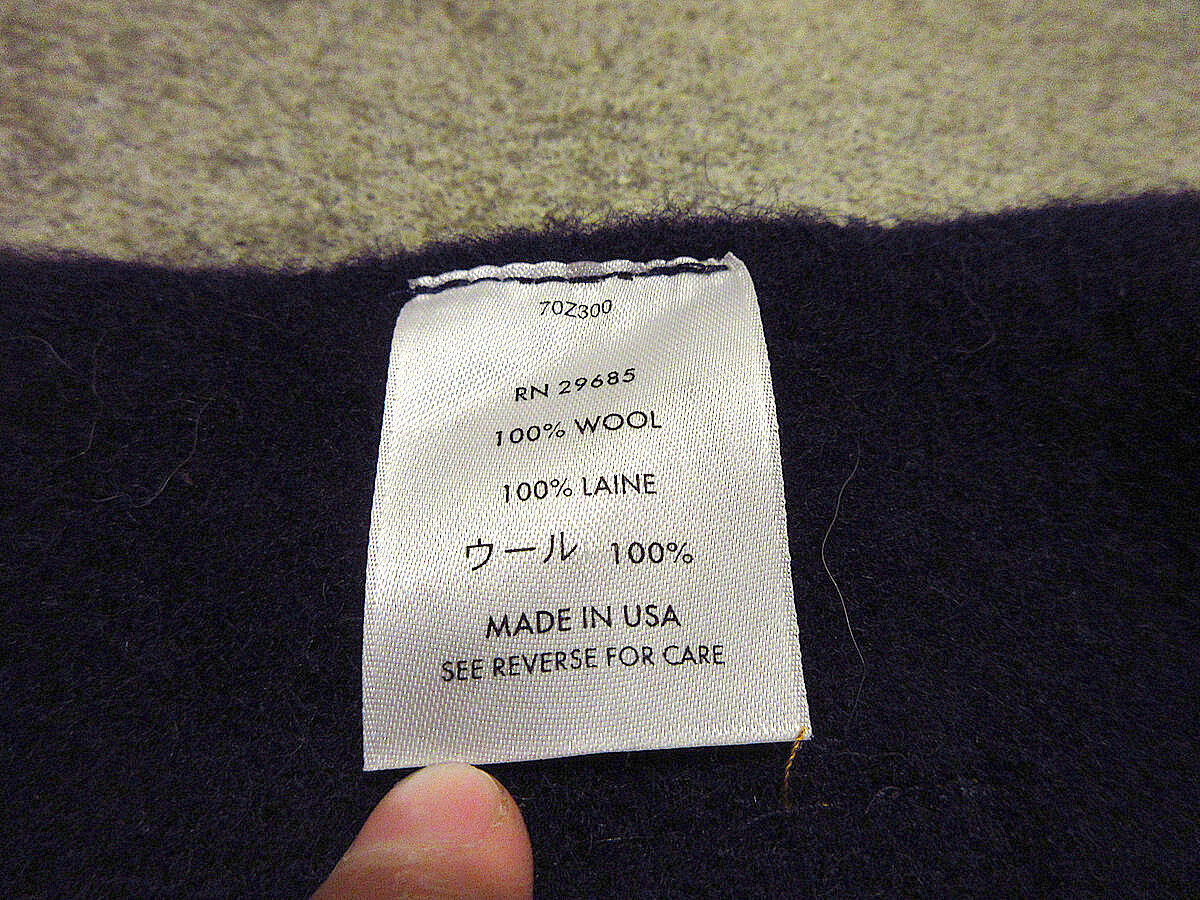 70Z300
RN 29685
100% WOOL
100% LAINE
ウール 100%
MADE IN USA
SEE REVERSE FOR CARE